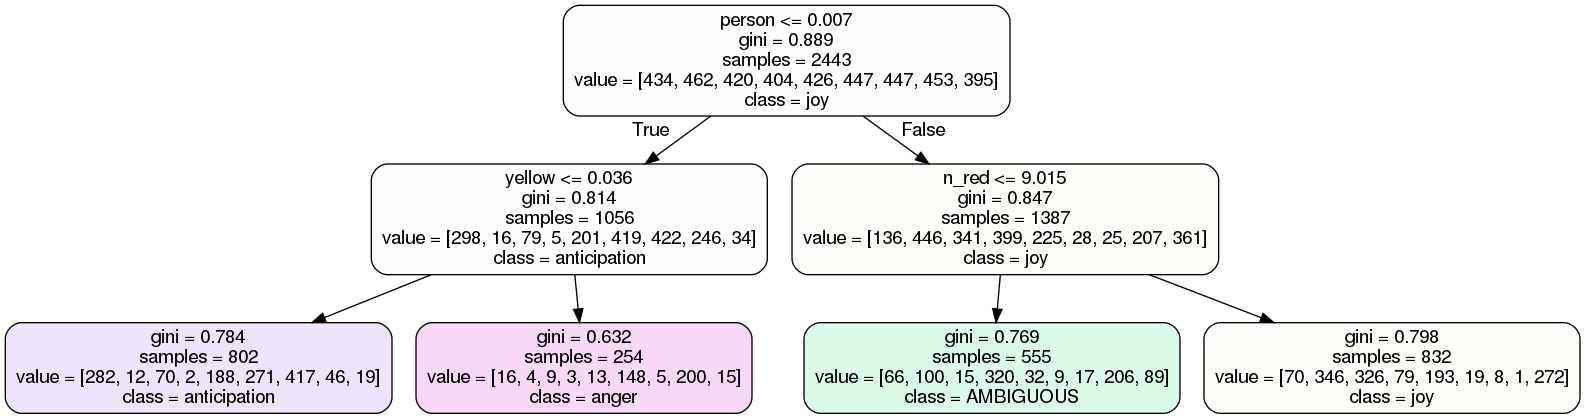 person <= 0.007
gini = 0.889
samples = 2443
value = [434, 462, 420, 404, 426, 447, 447, 453, 395]
class = joy
True
False
yellow <= 0.036
gini = 0.814
samples = 1056
value = [298, 16, 79, 5, 201, 419, 422, 246, 34]
class = anticipation
n_red <= 9.015
gini = 0.847
samples = 1387
value = [136, 446, 341, 399, 225, 28, 25, 207, 361]
class = joy
gini = 0.784
samples = 802
value = [282, 12, 70, 2, 188, 271, 417, 46, 19]
class = anticipation
gini = 0.632
samples = 254
value = [16, 4, 9, 3, 13, 148, 5, 200, 15]
class = anger
gini = 0.769
samples = 555
value = [66, 100, 15, 320, 32, 9, 17, 206, 89]
class = AMBIGUOUS
gini = 0.798
samples = 832
value = [70, 346, 326, 79, 193, 19, 8, 1, 272]
class = joy